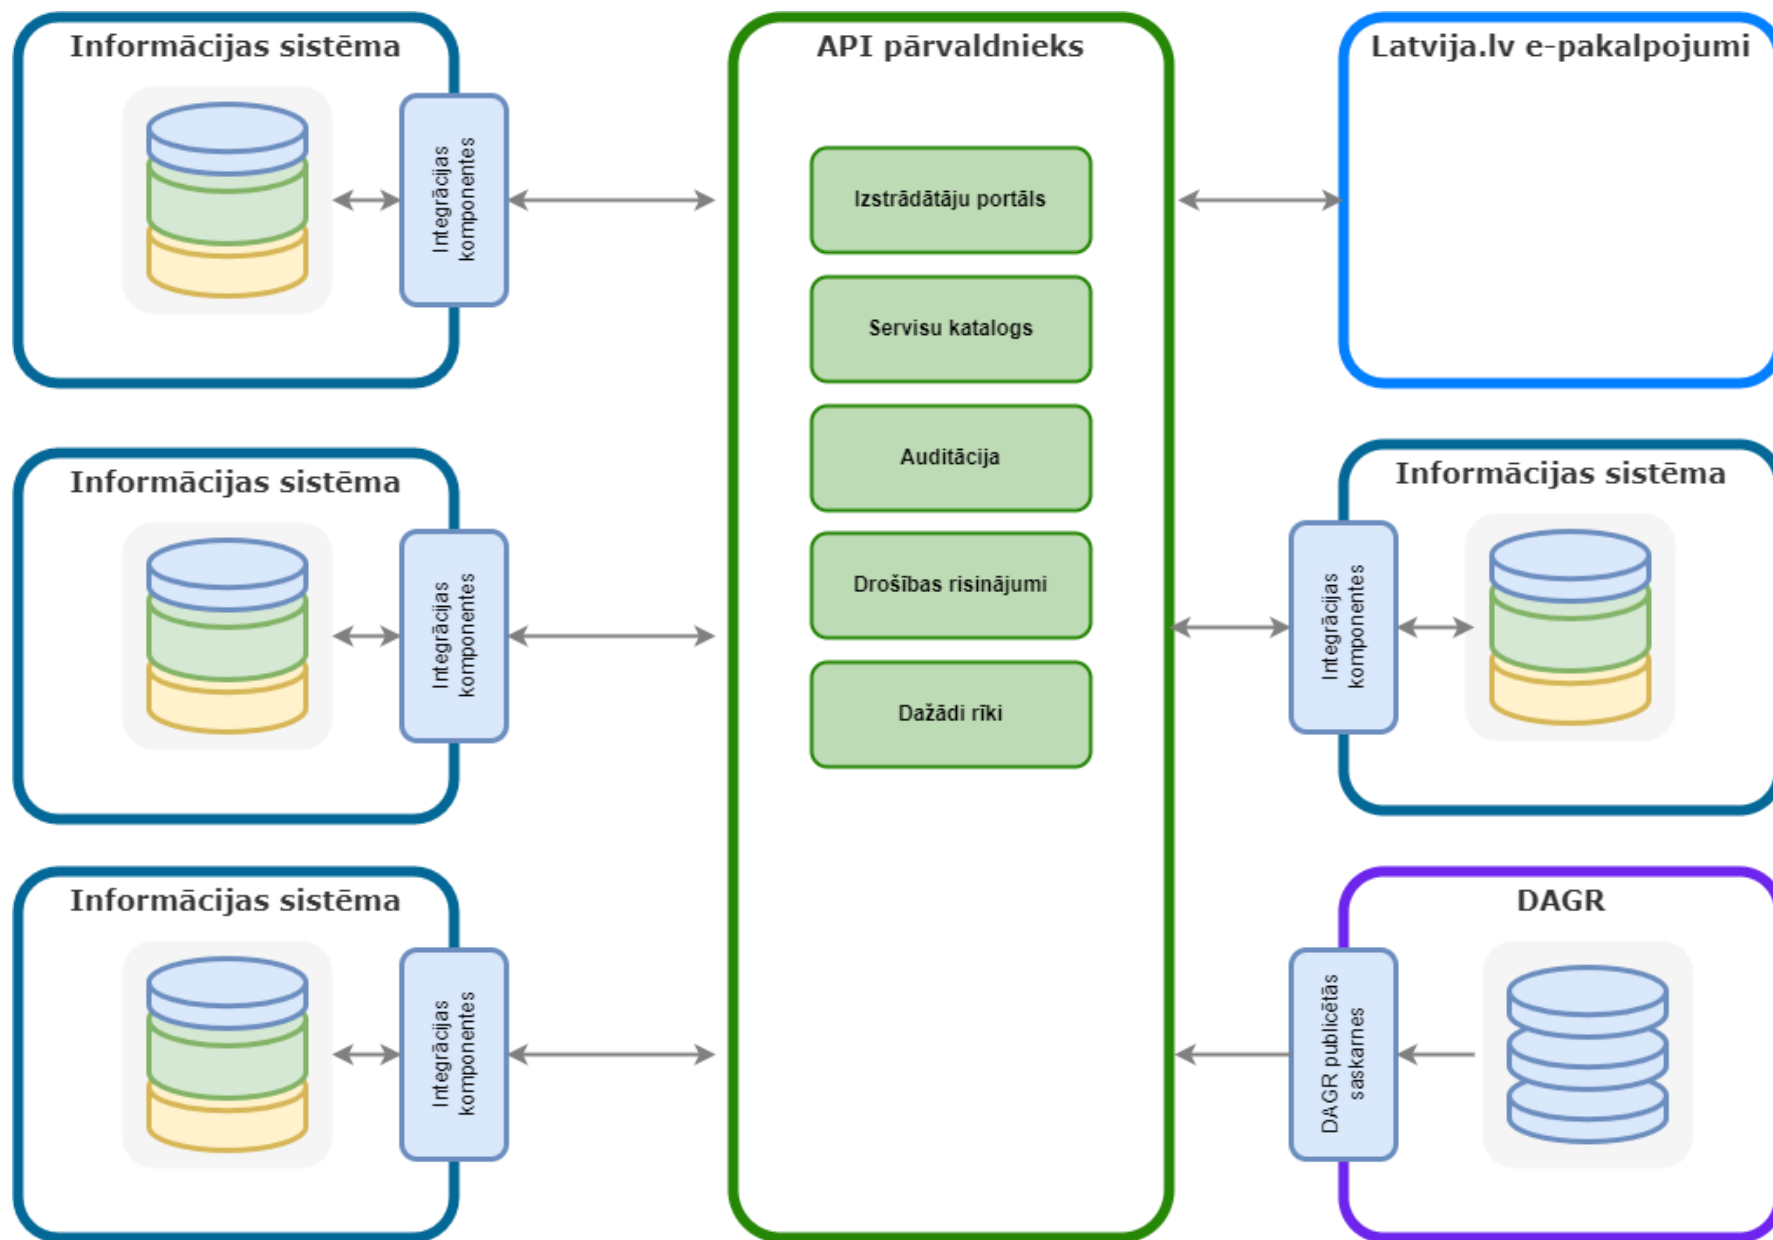 Informācijas sistēma
Integrācijas
komponentes
Informācijas sistēma
Integrācijas
komponentes
Informācijas sistēma
Integrācijas
komponentes
API pārvaldnieks
Izstrādātāju portāls
Servisu katalogs
Auditācija
Drošības risinājumi
Dažādi rīki
Latvija.lv e-pakalpojumi
Informācijas sistēma
Integrācijas
komponentes
DAGR
DAGR publicētās
saskarnes